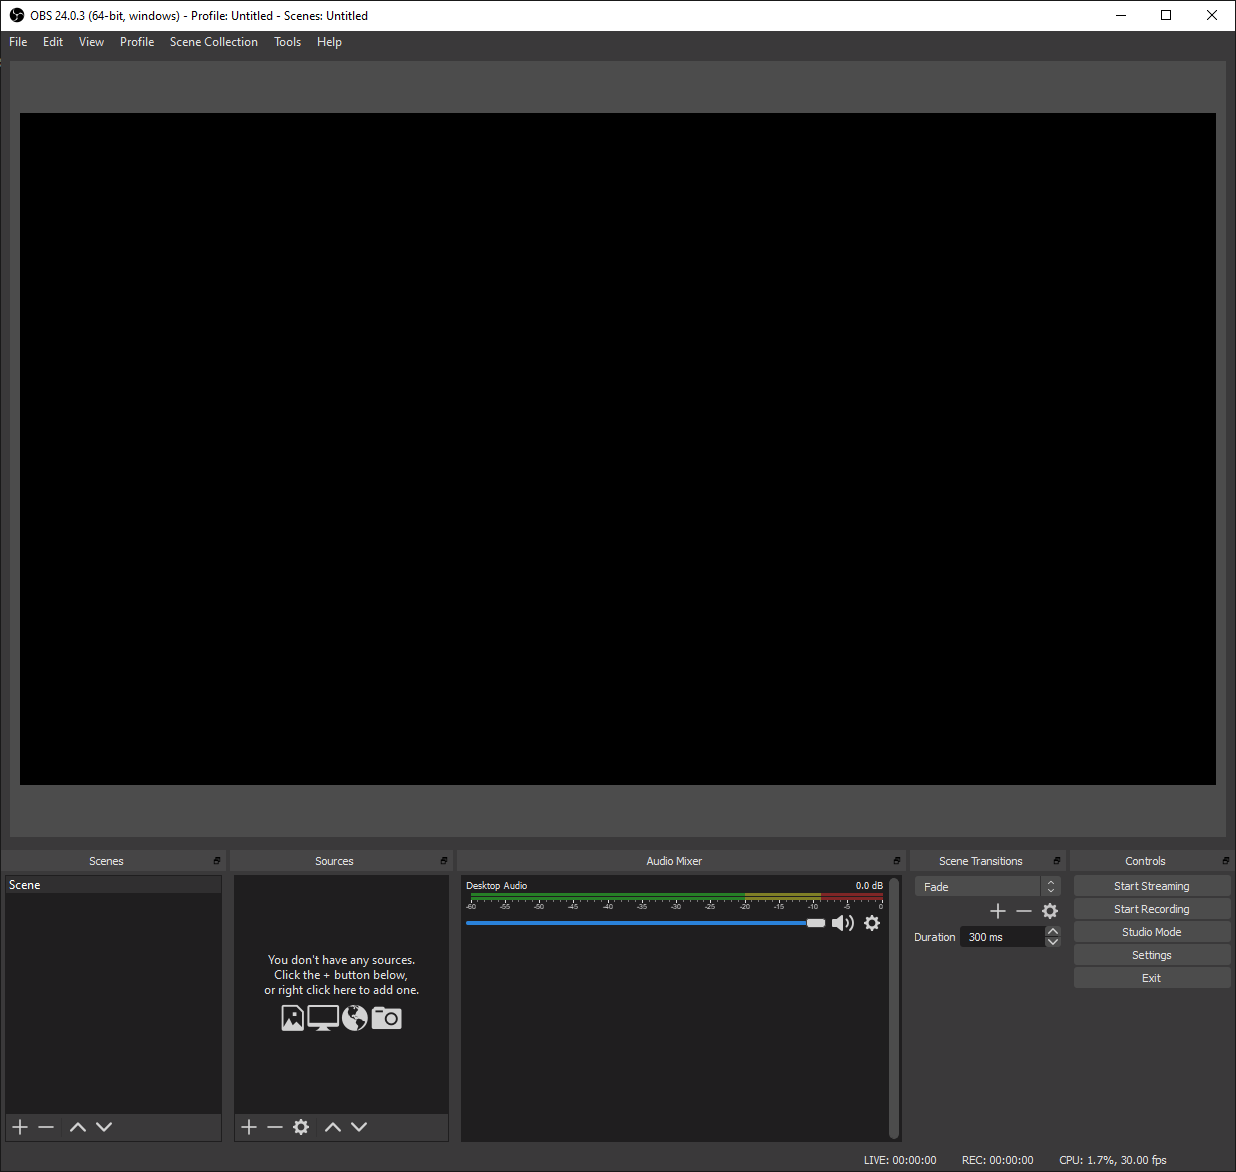 OBS 24.0.3 (64-bit, windows) - Profile: Untitled - Scenes: Untitled
File Edit View Profile Scene Collection Tools Help
Scenes
Sources
Audio Mixer
Scene Transitions
Controls
Scene
You don't have any sources.
Click the + button below,
or right click here to add one.
Desktop Audio 0.0 dB
-60 -55 -50 -45 -40 -35 -30 -25 -20 -15 -10 -5 0
Fade
Duration 300 ms
Start Streaming
Start Recording
Studio Mode
Settings
Exit
LIVE: 00:00:00 REC: 00:00:00 CPU: 1.7%, 30.00 fps